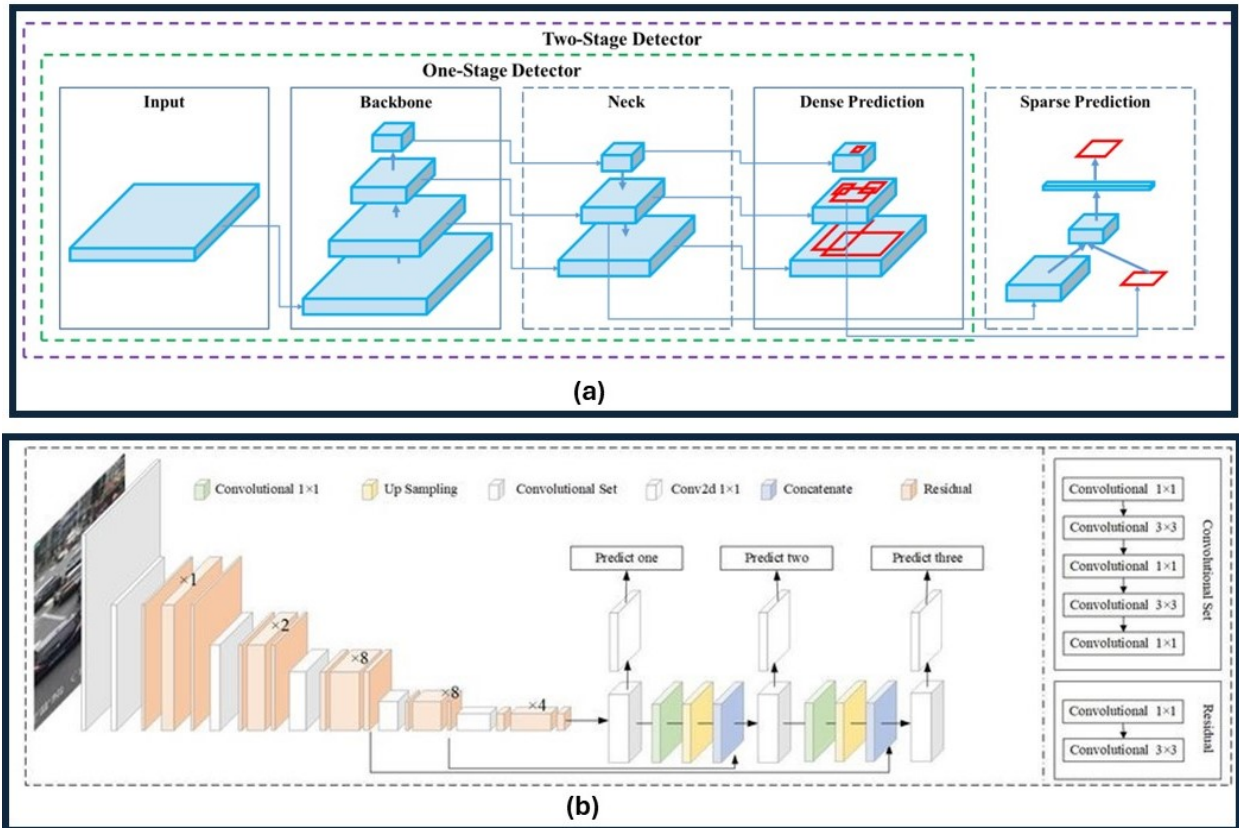 Two-Stage Detector
One-Stage Detector
Input
Backbone
Neck
Dense Prediction
Sparse Prediction
(a)
Convolutional 1×1
Up Sampling
Convolutional Set
Conv2d 1×1
Concatenate
Residual
×1
×2
×8
×8
×4
Predict one
Predict two
Predict three
Convolutional 1×1
Convolutional 3×3
Convolutional 1×1
Convolutional 3×3
Convolutional 1×1
Convolutional Set
Convolutional 1×1
Convolutional 3×3
Residual
(b)